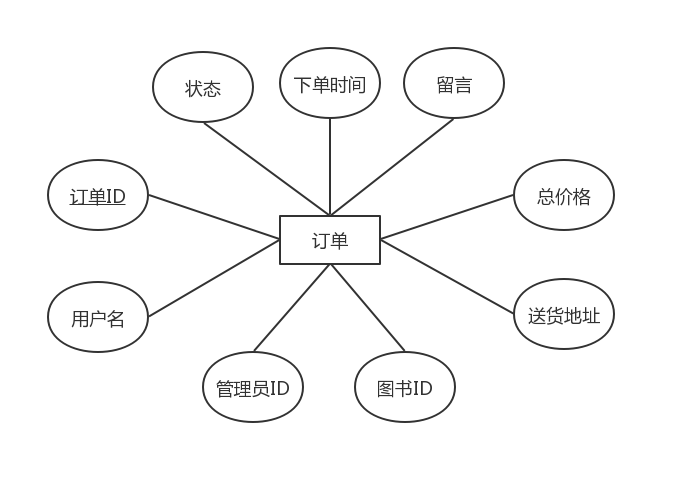 状态
下单时间
留言
订单ID
总价格
订单
用户名
送货地址
管理员ID
图书ID